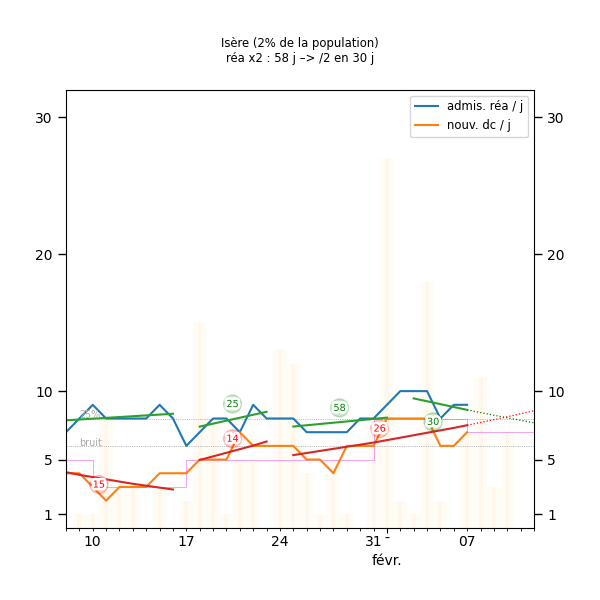 Isère (2% de la population)
réa x2 : 58 j –> /2 en 30 j
admis. réa / j
nouv. dc / j
30 30
20 20
10 10
5 5
1 1
25%
bruit
25
58
14
26
30
15
10 17 24 31 07
févr.